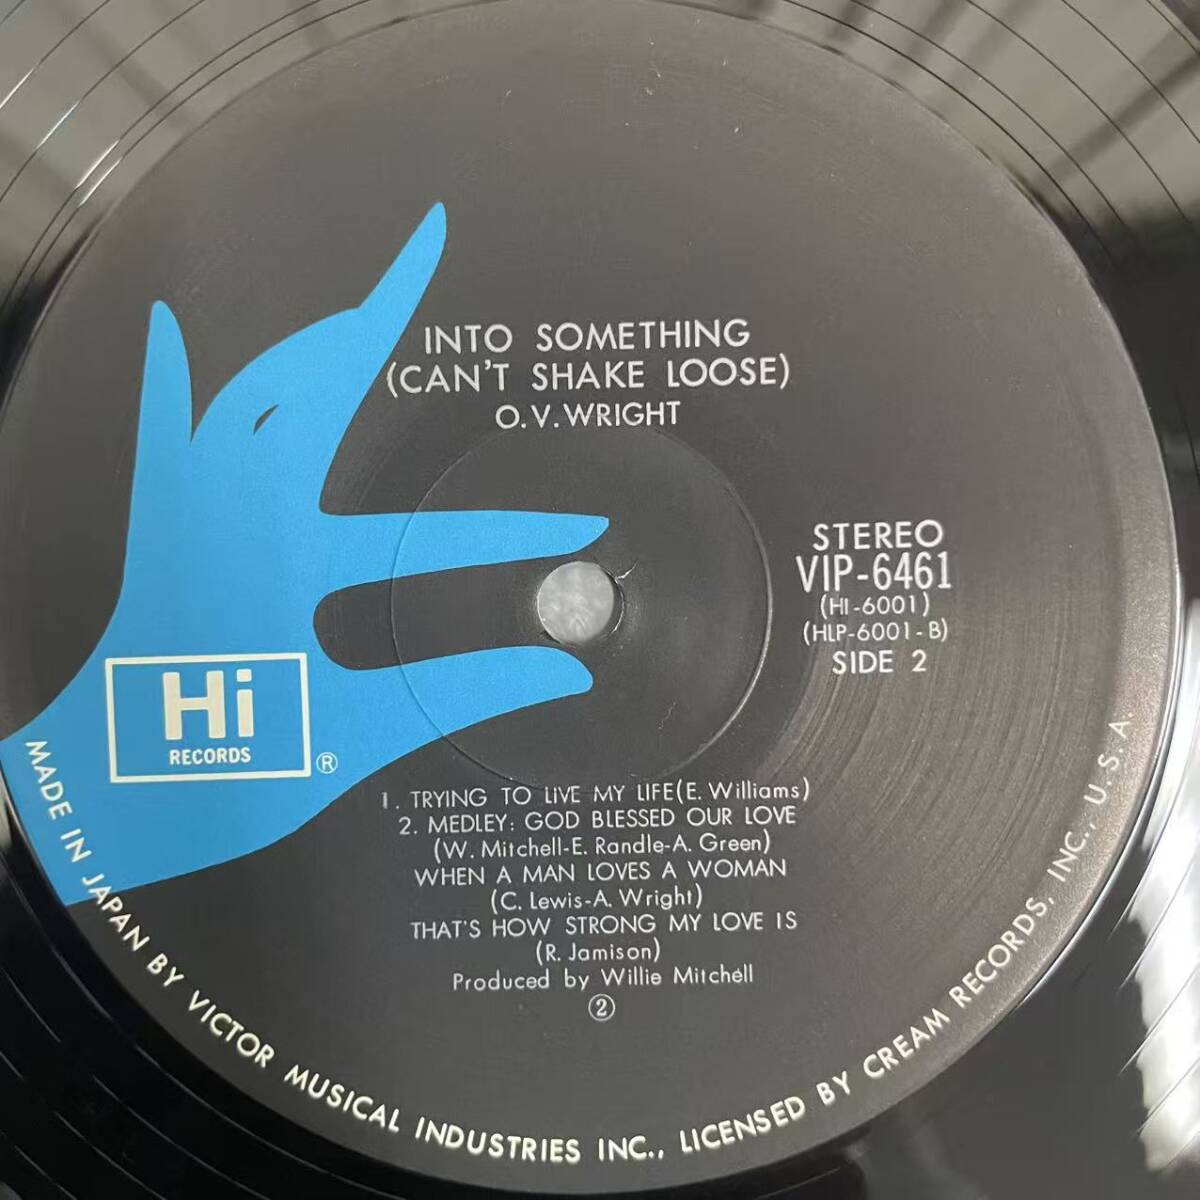 INTO SOMETHING
(CAN'T SHAKE LOOSE)
O.V.WRIGHT
STEREO
VIP-6461
(HI-6001)
(HLP-6001-B)
SIDE 2
Hi
RECORDS
®
1. TRYING TO LIVE MY LIFE(E. Williams)
2. MEDLEY: GOD BLESSED OUR LOVE
(W. Mitchell-E. Randle-A. Green)
WHEN A MAN LOVES A WOMAN
(C. Lewis-A. Wright)
THAT'S HOW STRONG MY LOVE IS
(R. Jamison)
Produced by Willie Mitchell
②
MADE IN JAPAN BY VICTOR MUSICAL INDUSTRIES INC., LICENSED BY CREAM RECORDS, INC., U.S.A.